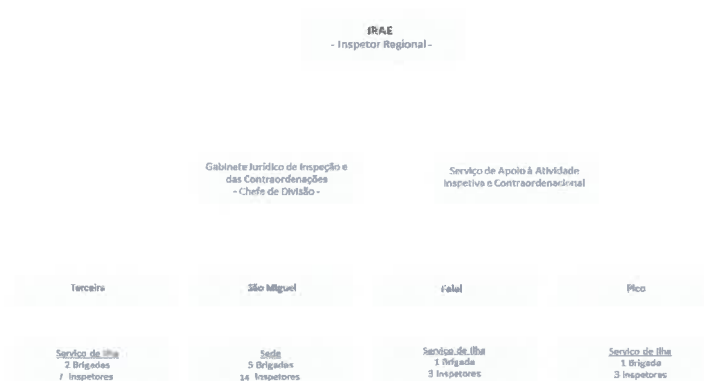 IRAE
- Inspetor Regional -
Gabinete Jurídico de Inspeção e
das Contraordenações
- Chefe de Divisão -
Serviço de Apoio à Atividade
Inspetiva e Contraordenacional
Terceira
São Miguel
Faial
Pico
Serviço de Ilha
2 Brigadas
7 Inspetores
Sede
5 Brigadas
14 Inspetores
Serviço de Ilha
1 Brigada
3 Inspetores
Serviço de Ilha
1 Brigada
3 Inspetores